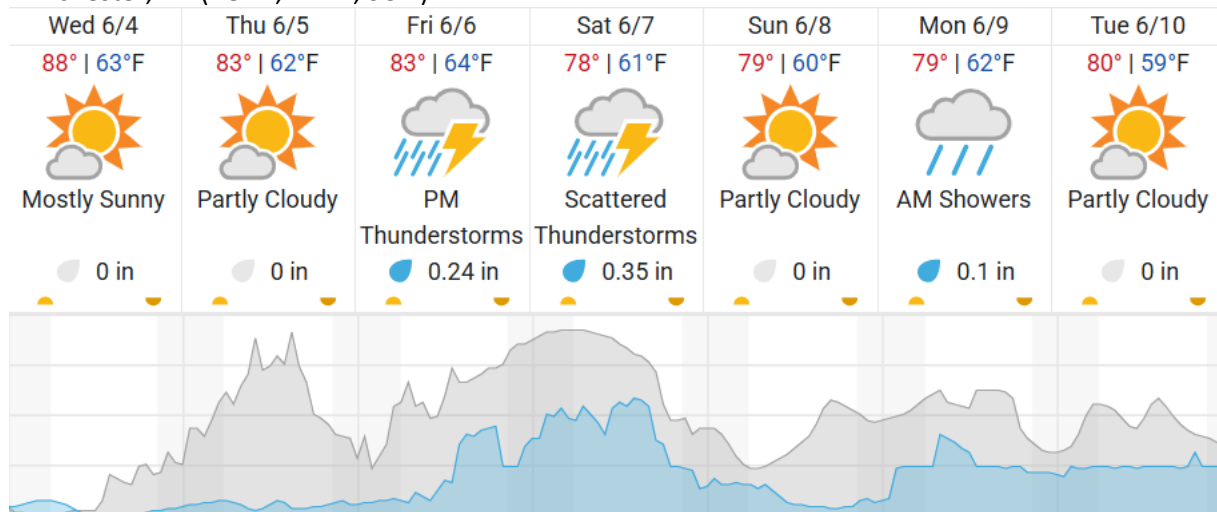 Wed 6/4 Thu 6/5 Fri 6/6 Sat 6/7 Sun 6/8 Mon 6/9 Tue 6/10
88° | 63°F 83° | 62°F 83° | 64°F 78° | 61°F 79° | 60°F 79° | 62°F 80° | 59°F
Mostly Sunny Partly Cloudy PM Scattered Partly Cloudy AM Showers Partly Cloudy
Thunderstorms Thunderstorms
0 in 0 in 0.24 in 0.35 in 0 in 0.1 in 0 in